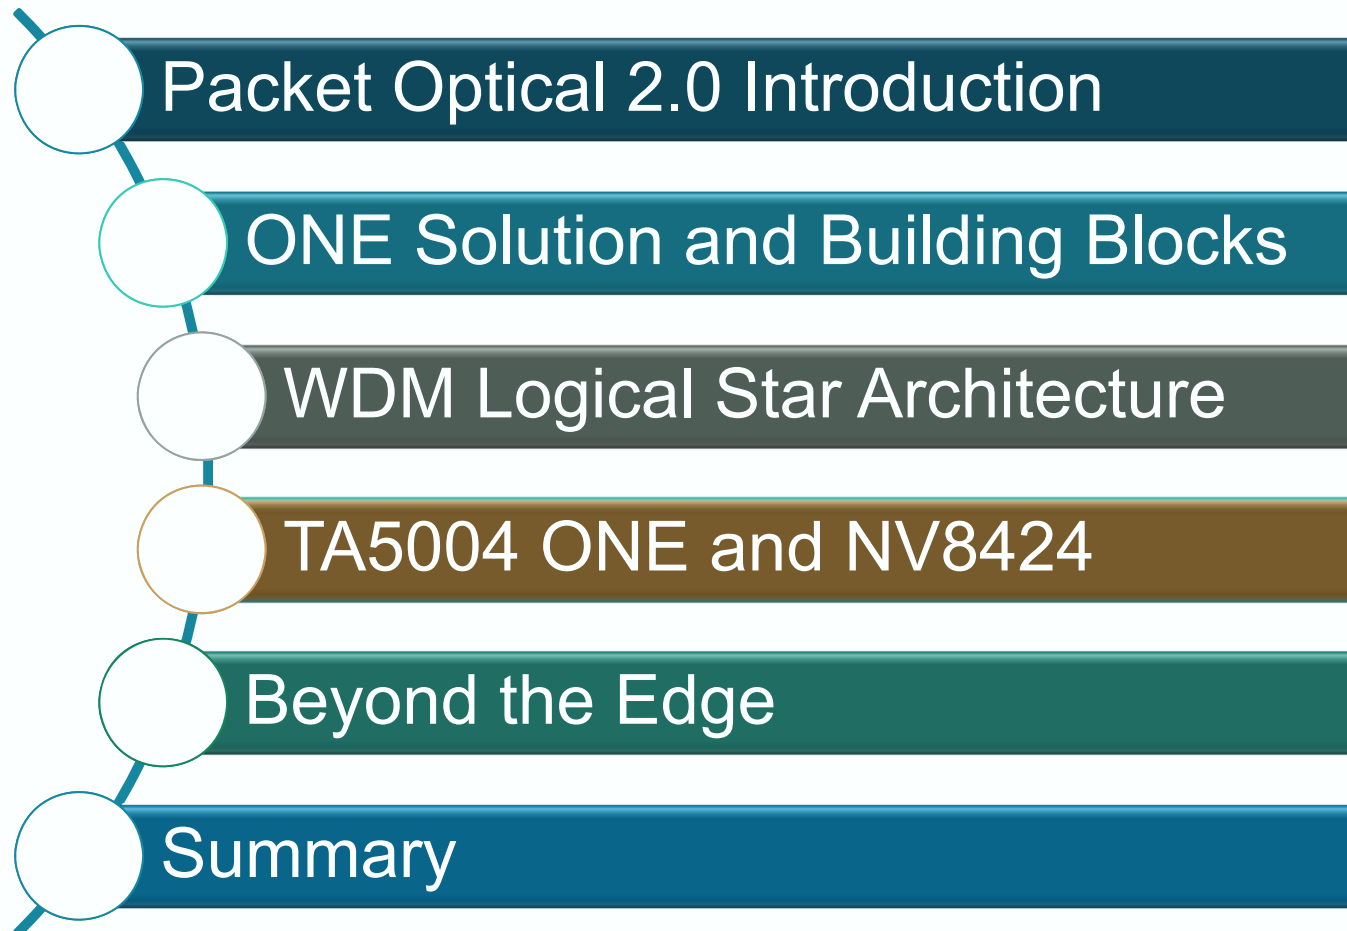 Packet Optical 2.0 Introduction
ONE Solution and Building Blocks
WDM Logical Star Architecture
TA5004 ONE and NV8424
Beyond the Edge
Summary